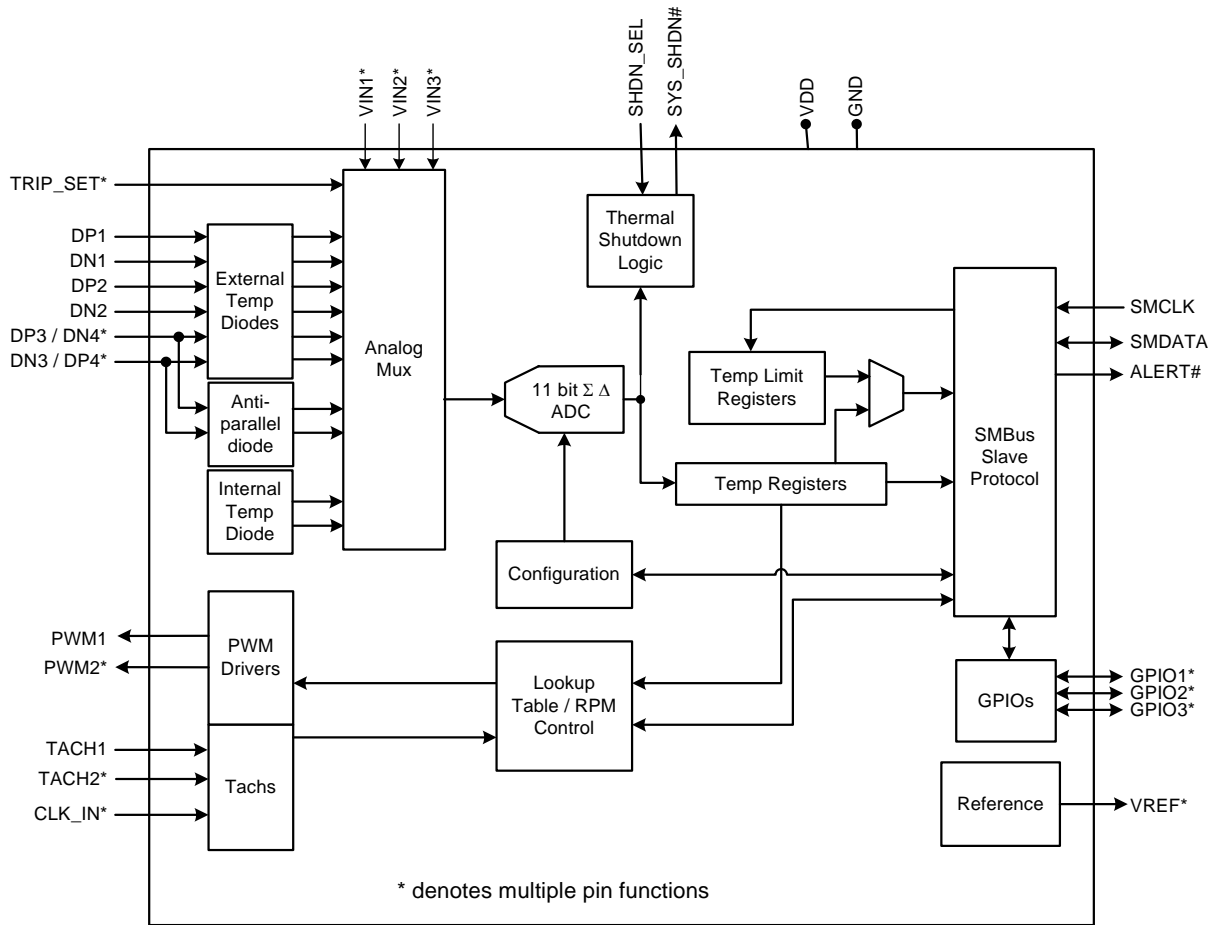 VIN1*
VIN2*
VIN3*
SHDN_SEL
SYS_SHDN#
VDD
GND
TRIP_SET*
DP1
DN1
DP2
DN2
DP3 / DN4*
DN3 / DP4*
External
Temp
Diodes
Anti-
parallel
diode
Internal
Temp
Diode
Analog
Mux
11 bit Σ Δ
ADC
Thermal
Shutdown
Logic
Temp Limit
Registers
Temp Registers
SMBus
Slave
Protocol
SMCLK
SMDATA
ALERT#
Configuration
PWM1
PWM2*
PWM
Drivers
Lookup
Table / RPM
Control
GPIOs
GPIO1*
GPIO2*
GPIO3*
TACH1
TACH2*
CLK_IN*
Tachs
Reference
VREF*
* denotes multiple pin functions